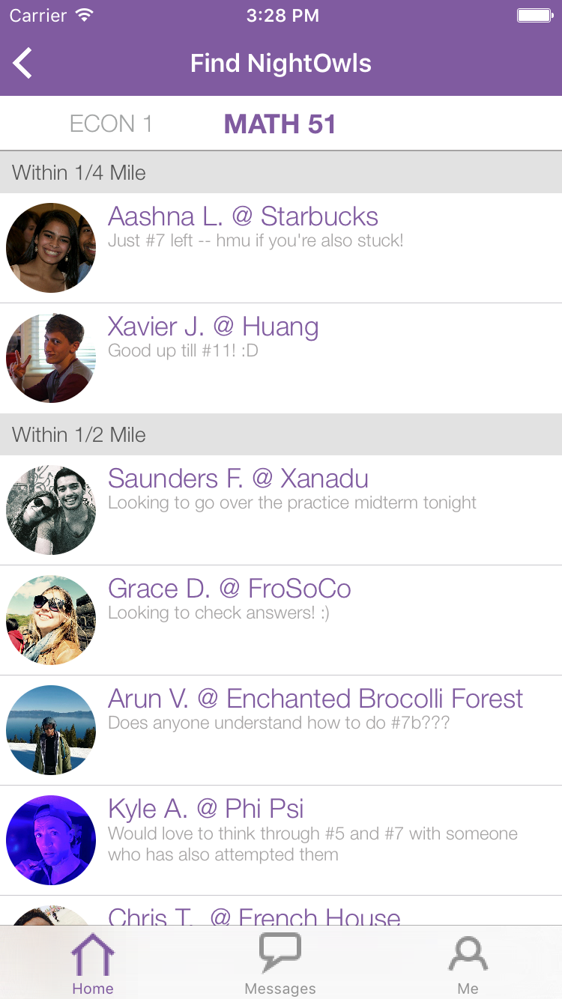 Carrier 3:28 PM
Find NightOwls
ECON 1 MATH 51
Within 1/4 Mile
Aashna L. @ Starbucks
Just #7 left -- hmu if you're also stuck!
Xavier J. @ Huang
Good up till #11! :D
Within 1/2 Mile
Saunders F. @ Xanadu
Looking to go over the practice midterm tonight
Grace D. @ FroSoCo
Looking to check answers! :)
Arun V. @ Enchanted Brocolli Forest
Does anyone understand how to do #7b???
Kyle A. @ Phi Psi
Would love to think through #5 and #7 with someone
who has also attempted them
Chris T. @ French House
Home Messages Me